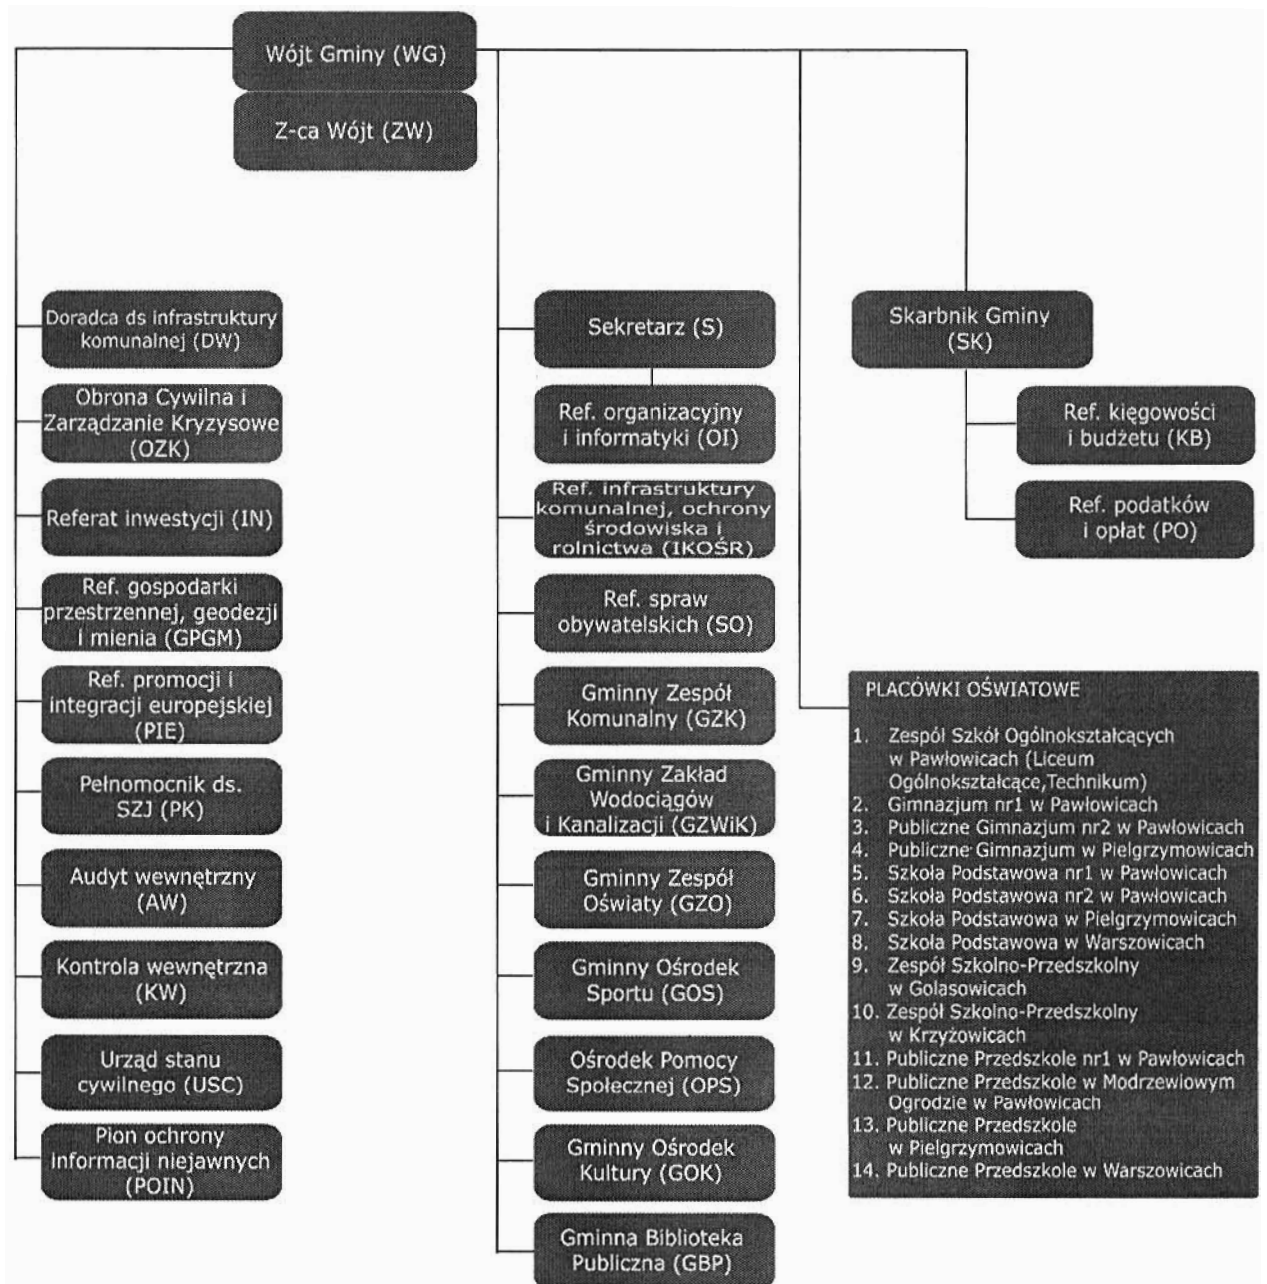 Wójt Gminy (WG)
Z-ca Wójt (ZW)
Doradca ds infrastruktury
komunalnej (DW)
Obrona Cywilna i
Zarządzanie Kryzysowe
(OZK)
Referat inwestycji (IN)
Ref. gospodarki
przestrzennej, geodezji
i mienia (GPGM)
Ref. promocji i
integracji europejskiej
(PIE)
Pełnomocnik ds.
SZJ (PK)
Audyt wewnętrzny
(AW)
Kontrola wewnętrzna
(KW)
Urząd stanu
cywilnego (USC)
Pion ochrony
informacji niejawnych
(POIN)
Sekretarz (S)
Ref. organizacyjny
i informatyki (OI)
Ref. infrastruktury
komunalnej, ochrony
środowiska i
rolnictwa (IKOŚR)
Ref. spraw
obywatelskich (SO)
Gminny Zespół
Komunalny (GZK)
Gminny Zakład
Wodociągów
i Kanalizacji (GZWiK)
Gminny Zespół
Oświaty (GZO)
Gminny Ośrodek
Sportu (GOS)
Ośrodek Pomocy
Społecznej (OPS)
Gminny Ośrodek
Kultury (GOK)
Gminna Biblioteka
Publiczna (GBP)
Skarbnik Gminy
(SK)
Ref. kięgowości
i budżetu (KB)
Ref. podatków
i opłat (PO)
PLACÓWKI OŚWIATOWE
1. Zespół Szkół Ogólnokształcących
w Pawłowicach (Liceum
Ogólnokształcące,Technikum)
2. Gimnazjum nr1 w Pawłowicach
3. Publiczne Gimnazjum nr2 w Pawłowicach
4. Publiczne Gimnazjum w Pielgrzymowicach
5. Szkoła Podstawowa nr1 w Pawłowicach
6. Szkoła Podstawowa nr2 w Pawłowicach
7. Szkoła Podstawowa w Pielgrzymowicach
8. Szkoła Podstawowa w Warszowicach
9. Zespół Szkolno-Przedszkolny
w Golasowicach
10. Zespół Szkolno-Przedszkolny
w Krzyżowicach
11. Publiczne Przedszkole nr1 w Pawłowicach
12. Publiczne Przedszkole w Modrzewiowym
Ogrodzie w Pawłowicach
13. Publiczne Przedszkole
w Pielgrzymowicach
14. Publiczne Przedszkole w Warszowicach